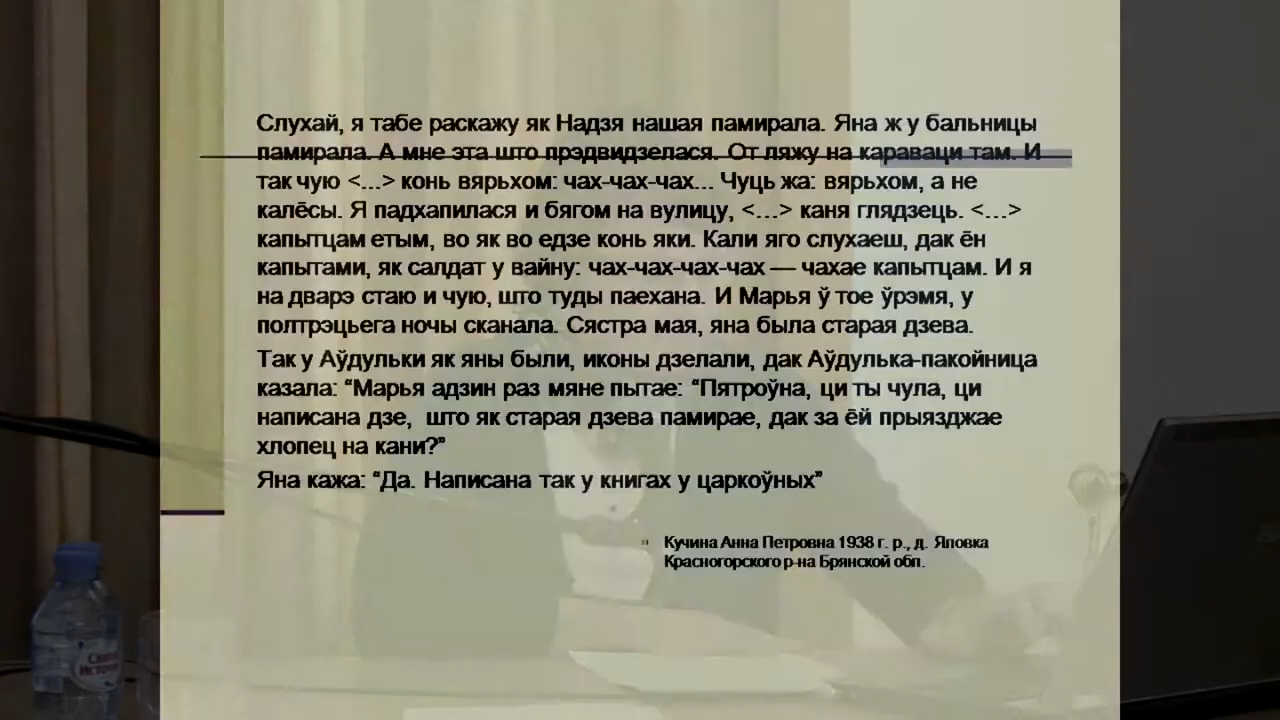 Слухай, я табе раскажу як Надзя нашая памирала. Яна ж у бальницы
памирала. А мне эта што прэдвидзелася. От ляжу на караваци там. И
так чую <...> конь вярьхом: чах-чах-чах... Чуць жа: вярьхом, а не
калёсы. Я падхапилася и бягом на вулицу, <...> каня глядзець. <...>
капытцам етым, во як во едзе конь яки. Кали яго слухаеш, дак ён
капытами, як салдат у вайну: чах-чах-чах-чах — чахае капытцам. И я
на дварэ стаю и чую, што туды паехана. И Марья ў тое ўрэмя, у
полтрэцьега ночы сканала. Сястра мая, яна была старая дзева.
Так у Аўдульки як яны были, иконы дзелали, дак Аўдулька-пакойница
казала: “Марья адзин раз мяне пытае: “Пятроўна, ци ты чула, ци
написана дзе, што як старая дзева памирае, дак за ёй прыязджае
хлопец на кани?”
Яна кажа: “Да. Написана так у книгах у царкоўных”
Кучина Анна Петровна 1938 г. р., д. Яловка
Красногорского р-на Брянской обл.